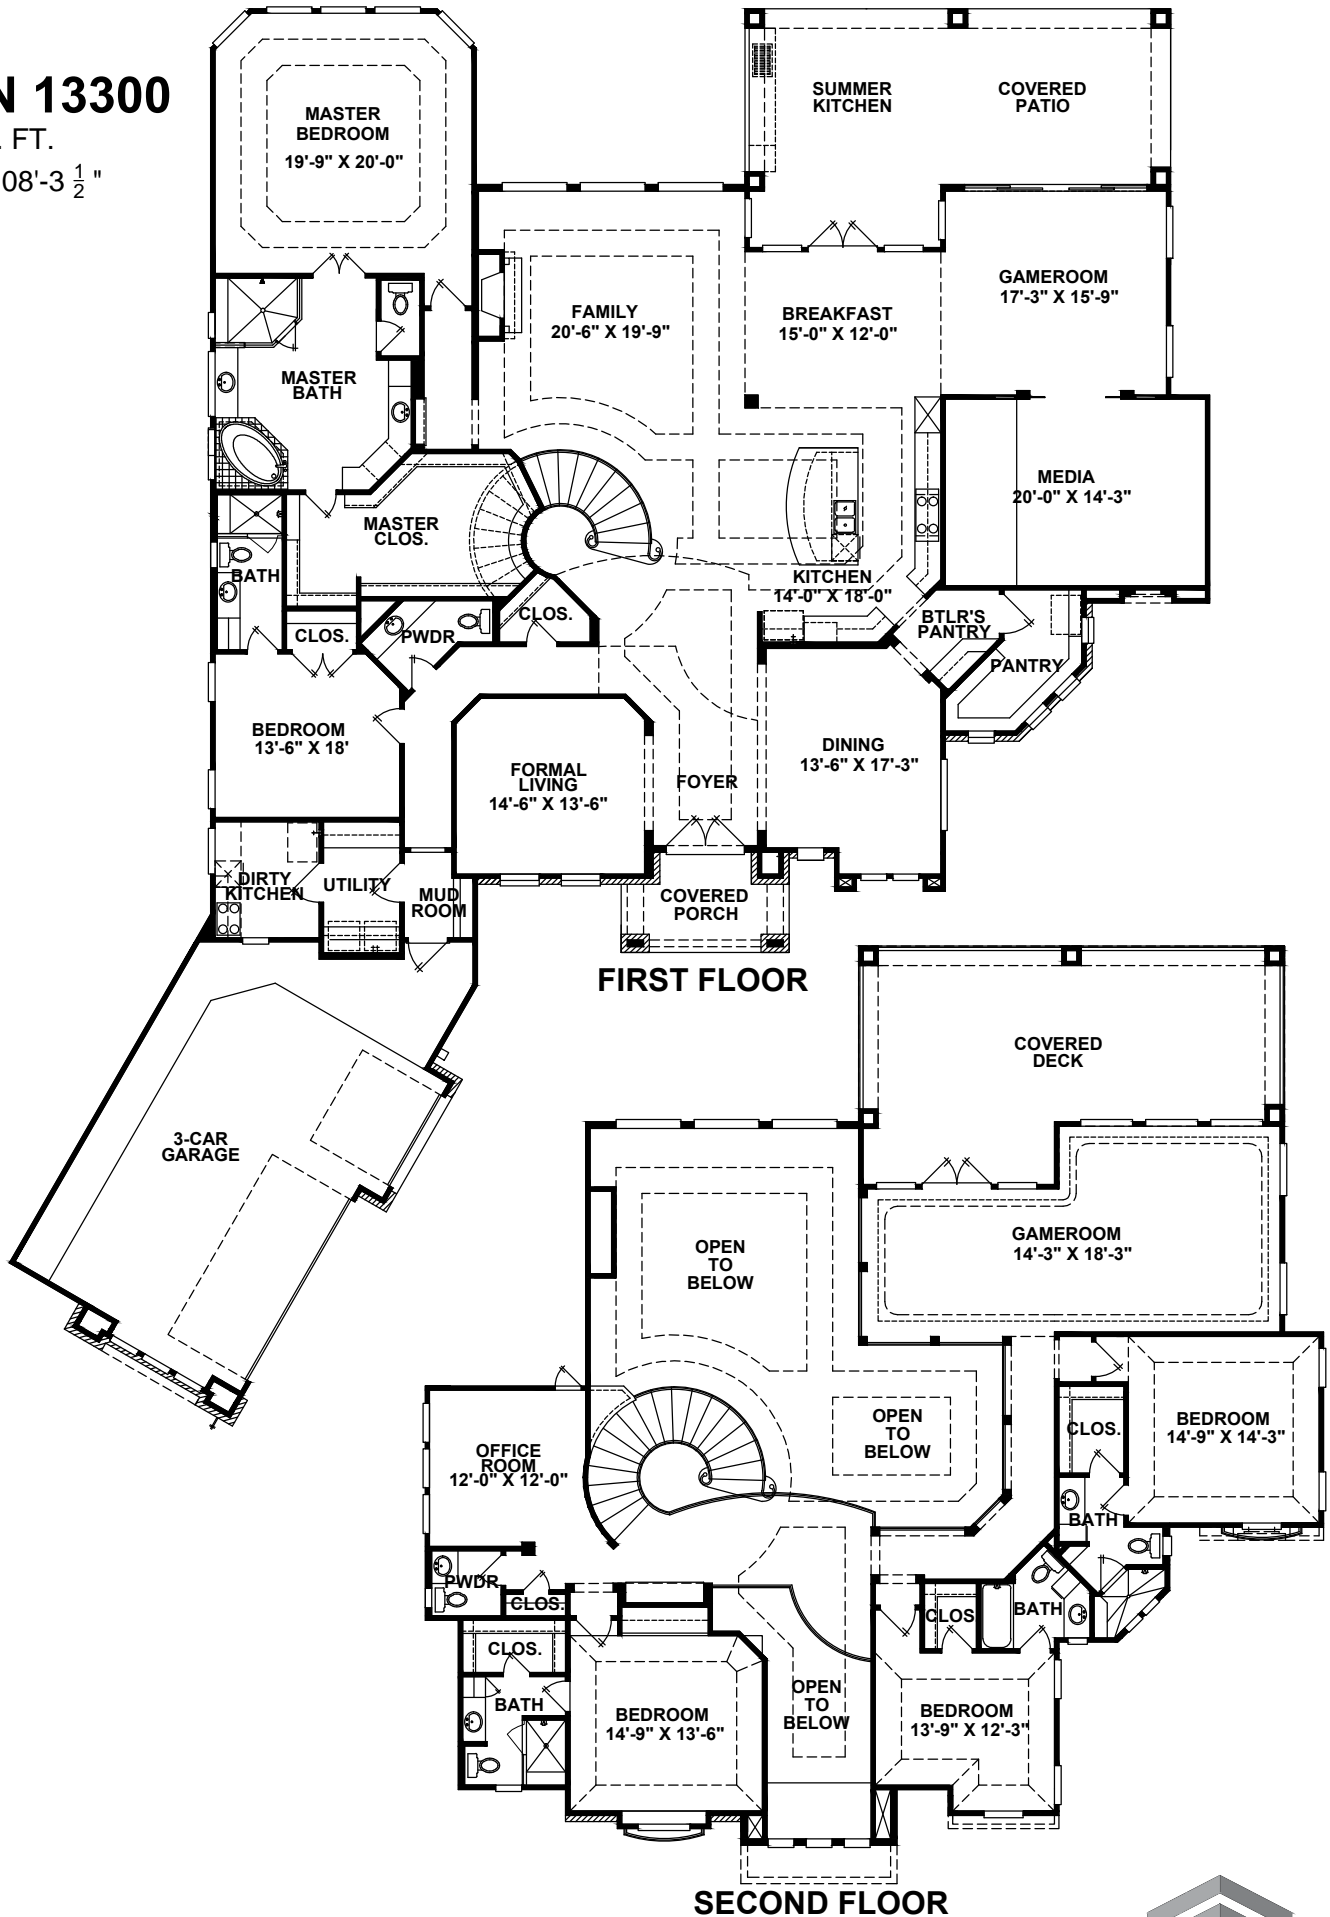 N 13300
. FT.
08'-3 1/2 "
MASTER
BEDROOM
19'-9" X 20'-0"
SUMMER
KITCHEN
COVERED
PATIO
FAMILY
20'-6" X 19'-9"
BREAKFAST
15'-0" X 12'-0"
GAMEROOM
17'-3" X 15'-9"
MASTER
BATH
MASTER
CLOS.
MEDIA
20'-0" X 14'-3"
BATH
KITCHEN
14'-0" X 18'-0"
CLOS.
PWDR
CLOS.
BTLR'S
PANTRY
PANTRY
BEDROOM
13'-6" X 18'
FORMAL
LIVING
14'-6" X 13'-6"
FOYER
DINING
13'-6" X 17'-3"
DIRTY
KITCHEN
UTILITY
MUD
ROOM
COVERED
PORCH
FIRST FLOOR
3-CAR
GARAGE
COVERED
DECK
OPEN
TO
BELOW
GAMEROOM
14'-3" X 18'-3"
OFFICE
ROOM
12'-0" X 12'-0"
OPEN
TO
BELOW
CLOS.
BEDROOM
14'-9" X 14'-3"
BATH
PWDR
CLOS.
CLOS
BATH
CLOS.
BATH
BEDROOM
14'-9" X 13'-6"
OPEN
TO
BELOW
BEDROOM
13'-9" X 12'-3"
SECOND FLOOR